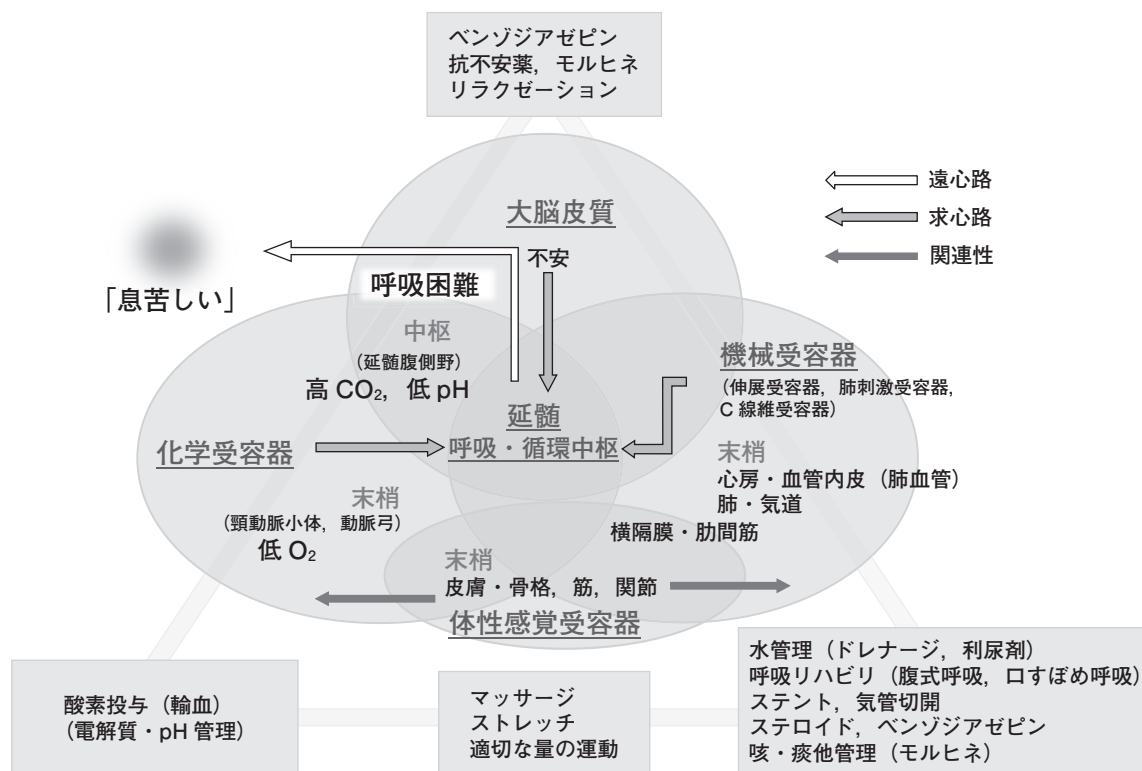 ベンゾジアゼピン
抗不安薬，モルヒネ
リラクゼーション
遠心路
求心路
関連性
大脳皮質
不安
呼吸困難
「息苦しい」
中枢
（延髄腹側野）
高 CO₂，低 pH
機械受容器
（伸展受容器，肺刺激受容器，
C 線維受容器）
延髄
呼吸・循環中枢
化学受容器
末梢
心房・血管内皮（肺血管）
肺・気道
末梢
（頸動脈小体，動脈弓）
低 O₂
横隔膜・肋間筋
末梢
皮膚・骨格，筋，関節
体性感覚受容器
酸素投与（輸血）
（電解質・pH 管理）
マッサージ
ストレッチ
適切な量の運動
水管理（ドレナージ，利尿剤）
呼吸リハビリ（腹式呼吸，口すぼめ呼吸）
ステント，気管切開
ステロイド，ベンゾジアゼピン
咳・痰他管理（モルヒネ）